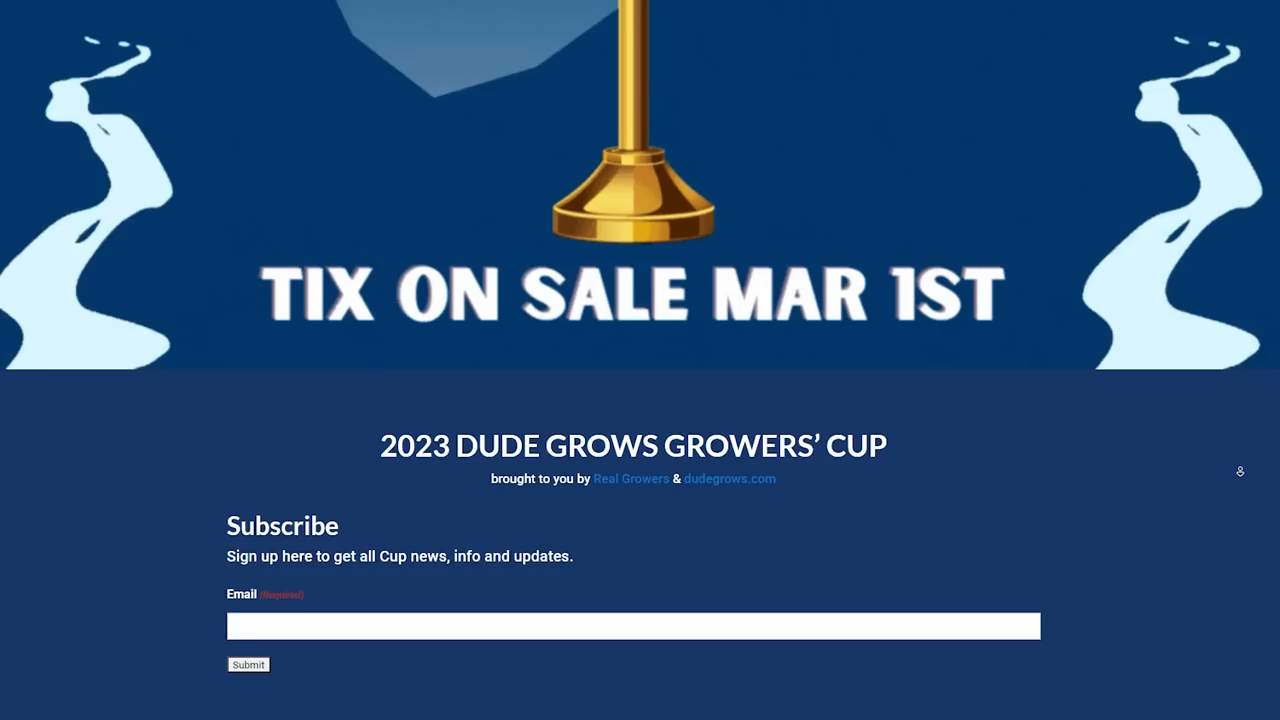 TIX ON SALE MAR 1ST
2023 DUDE GROWS GROWERS’ CUP
brought to you by Real Growers & dudegrows.com
Subscribe
Sign up here to get all Cup news, info and updates.
Email (Required)
Submit